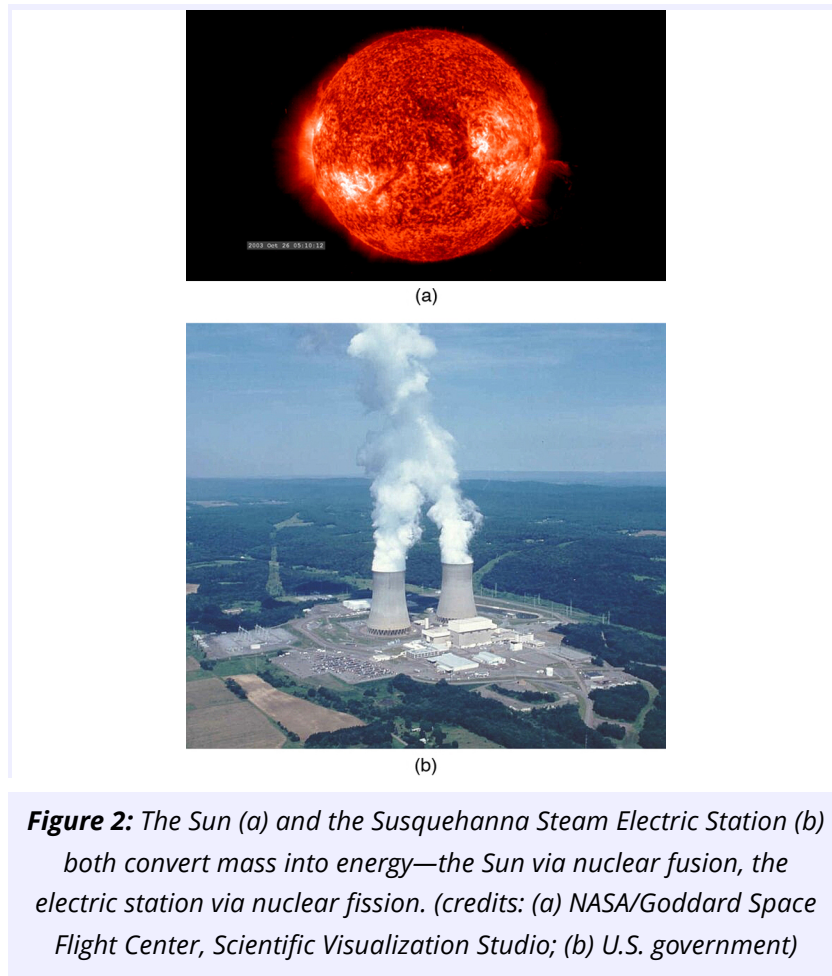 2003 Oct 26 05:10:12
(a)
(b)
Figure 2: The Sun (a) and the Susquehanna Steam Electric Station (b)
both convert mass into energy—the Sun via nuclear fusion, the
electric station via nuclear fission. (credits: (a) NASA/Goddard Space
Flight Center, Scientific Visualization Studio; (b) U.S. government)